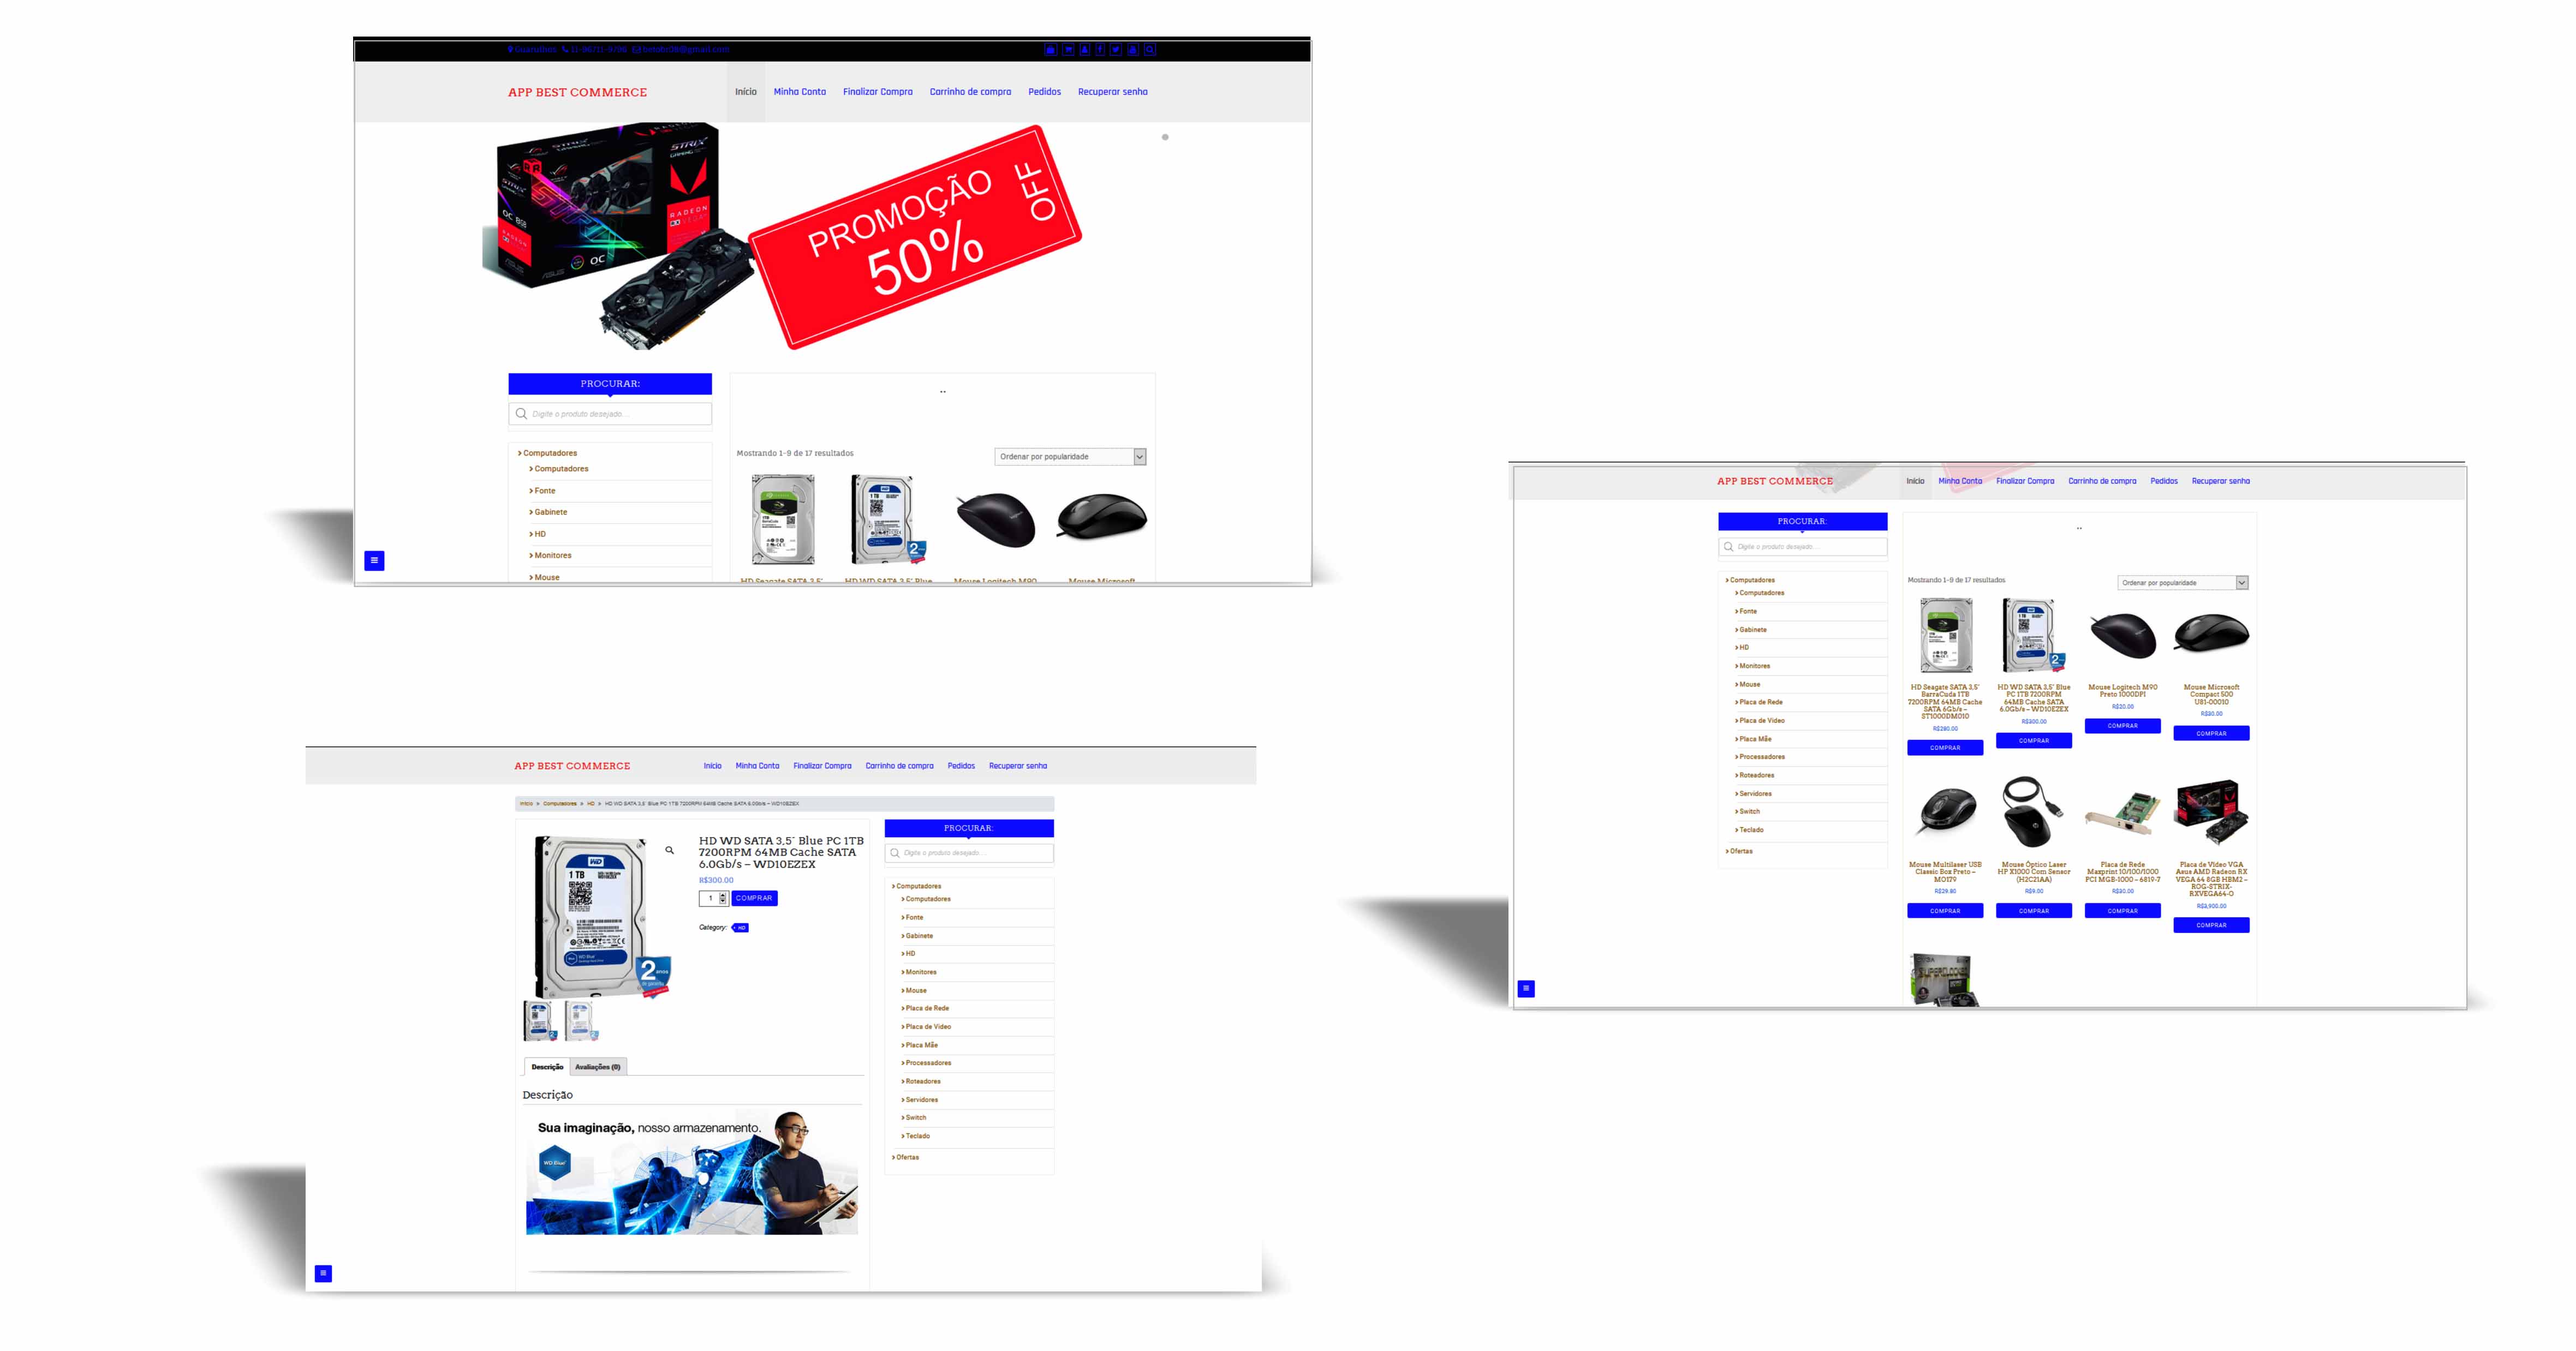 APP BEST COMMERCE
Início Minha Conta Finalizar Compra Carrinho de compra Pedidos Recuperar senha
STRIX
RADEON
OC 8GB
OC
PROMOÇÃO
50%
OFF
PROCURAR:
Digite o produto desejado...
Computadores
Computadores
Fonte
Gabinete
HD
Monitores
Mouse
..
Mostrando 1-9 de 17 resultados
Ordenar por popularidade
HD Seagate SATA 3,5" HD WD SATA 3,5" Blue Mouse Logitech M90 Mouse Microsoft
APP BEST COMMERCE
Início Minha Conta Finalizar Compra Carrinho de compra Pedidos Recuperar senha
PROCURAR:
Digite o produto desejado...
Computadores
Computadores
Fonte
Gabinete
HD
Monitores
Mouse
Placa de Rede
Placa de Video
Placa Mãe
Processadores
Roteadores
Servidores
Switch
Teclado
Ofertas
..
Mostrando 1-9 de 17 resultados
Ordenar por popularidade
HD Seagate SATA 3,5"
BarraCuda 1TB
7200RPM 64MB Cache
SATA 6Gb/s –
ST1000DM010
R$280.00
COMPRAR
HD WD SATA 3,5" Blue
PC 1TB 7200RPM
64MB Cache SATA
6.0Gb/s – WD10EZEX
R$300.00
COMPRAR
Mouse Logitech M90
Preto 1000DPI
R$20.00
COMPRAR
Mouse Microsoft
Compact 500
U81-00010
R$30.00
COMPRAR
Mouse Multilaser USB
Classic Box Preto –
MO179
R$29.80
COMPRAR
Mouse Óptico Laser
HP X1000 Com Sensor
(H2C21AA)
R$9.00
COMPRAR
Placa de Rede
Maxprint 10/100/1000
PCI MGB-1000 – 6819-7
R$30.00
COMPRAR
Placa de Video VGA
Asus AMD Radeon RX
VEGA 64 8GB HBM2 –
ROG-STRIX-
RXVEGA64-O
R$3,900.00
COMPRAR
APP BEST COMMERCE
Início Minha Conta Finalizar Compra Carrinho de compra Pedidos Recuperar senha
Início » Computadores » HD » HD WD SATA 3,5" Blue PC 1TB 7200RPM 64MB Cache SATA 6.0Gb/s – WD10EZEX
WD
1 TB
2 anos
HD WD SATA 3,5" Blue PC 1TB
7200RPM 64MB Cache SATA
6.0Gb/s – WD10EZEX
R$300.00
1 COMPRAR
Category: HD
Descrição Avaliações (0)
Descrição
Sua imaginação, nosso armazenamento.
WD Blue
PROCURAR:
Digite o produto desejado...
Computadores
Computadores
Fonte
Gabinete
HD
Monitores
Mouse
Placa de Rede
Placa de Video
Placa Mãe
Processadores
Roteadores
Servidores
Switch
Teclado
Ofertas